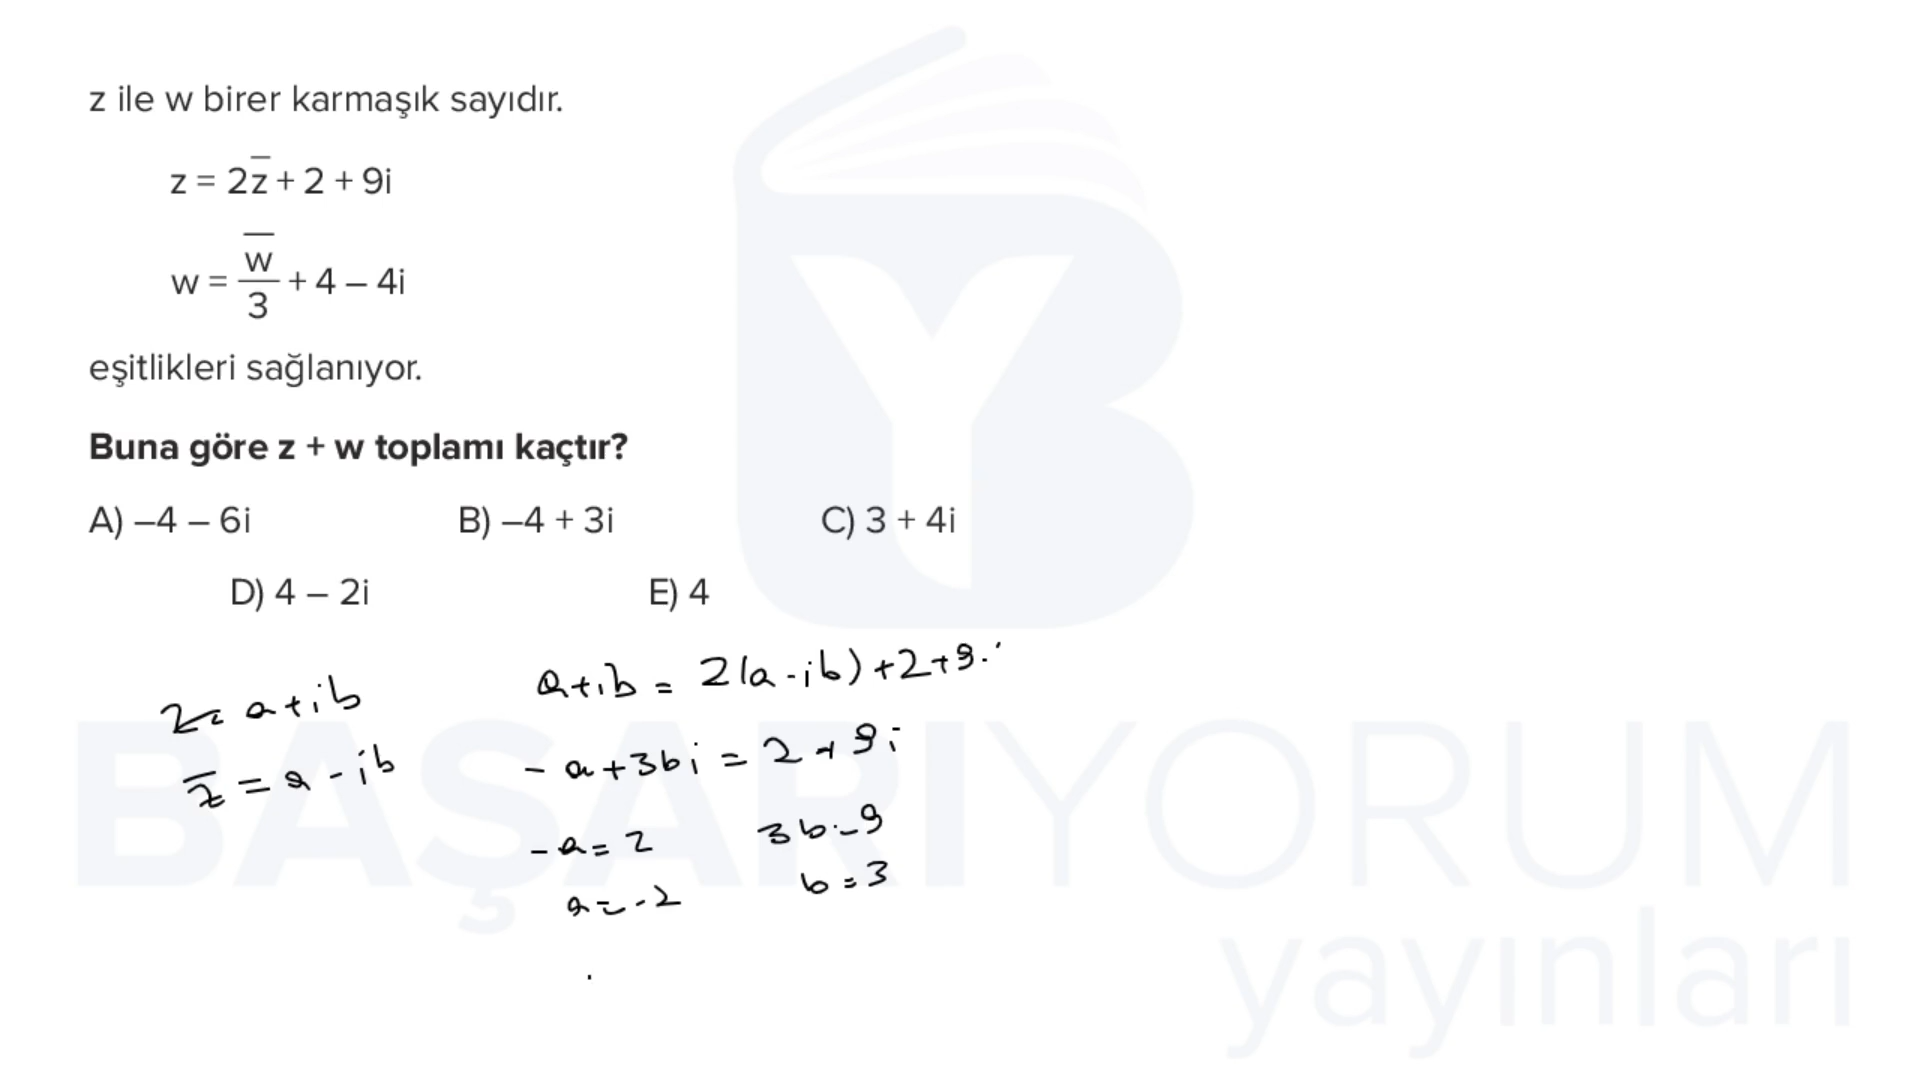 z ile w birer karmaşık sayıdır.
z = 2z̅ + 2 + 9i
w = w̅/3 + 4 – 4i
eşitlikleri sağlanıyor.
Buna göre z + w toplamı kaçtır?
A) –4 – 6i B) –4 + 3i C) 3 + 4i
D) 4 – 2i E) 4
z = a + ib
z̅ = a - ib
a + ib = 2(a - ib) + 2 + 9i
- a + 3bi = 2 + 9i
- a = 2 3b = 9
a = -2 b = 3
BAŞARIYORUM
yayınları